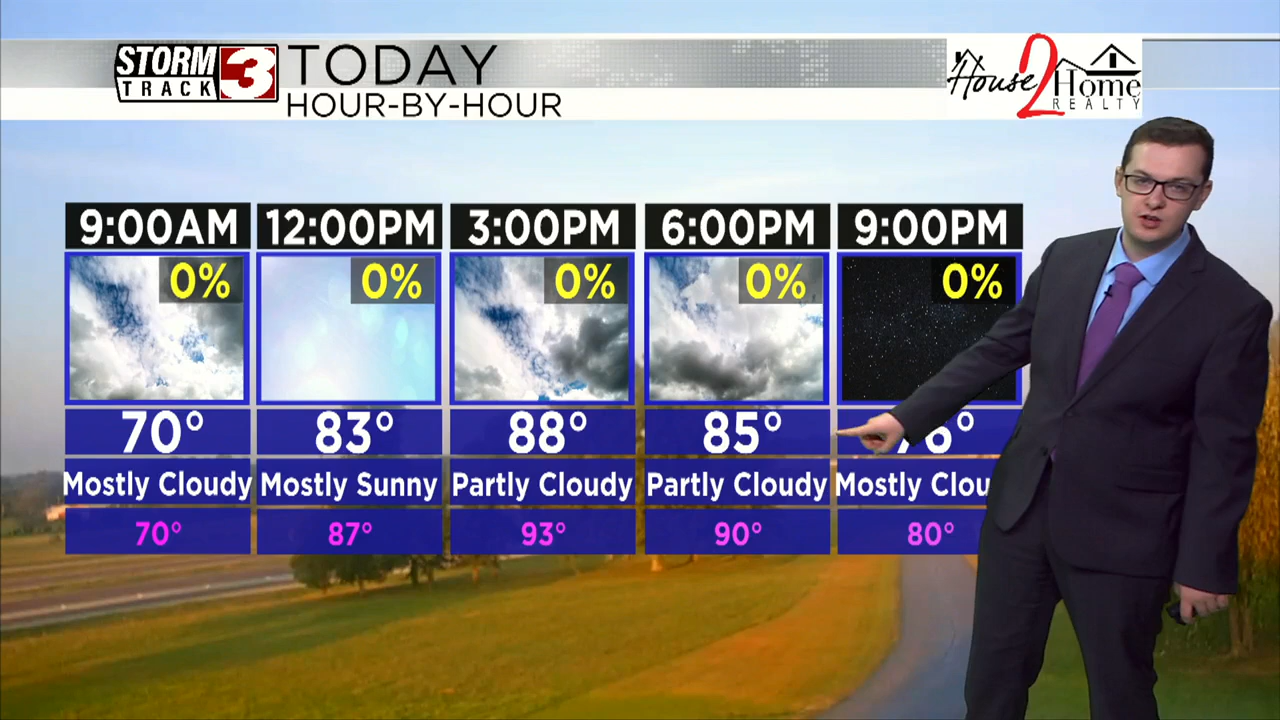 STORM TRACK 3
TODAY
HOUR-BY-HOUR
House 2 Home
REALTY
9:00AM 12:00PM 3:00PM 6:00PM 9:00PM
0% 0% 0% 0% 0%
70° 83° 88° 85°
Mostly Cloudy Mostly Sunny Partly Cloudy Partly Cloudy Mostly Clou
70° 87° 93° 90° 80°